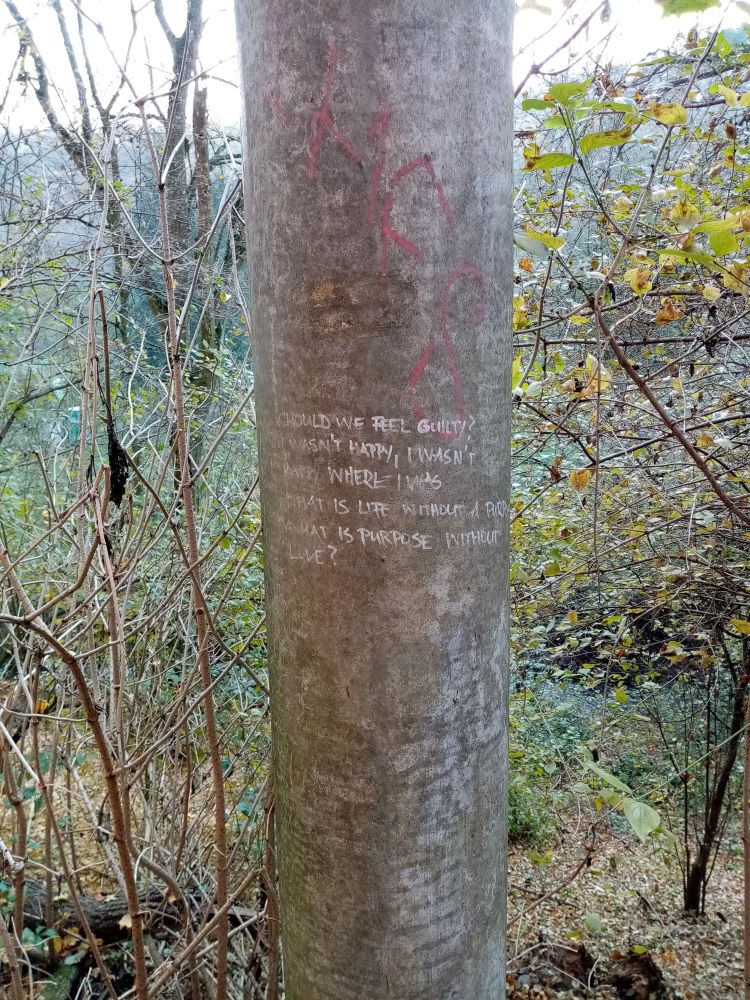 SHOULD WE FEEL GUILTY?
I WASN'T HAPPY, I WASN'T
HAPPY WHERE I WAS
WHAT IS LIFE WITHOUT A PURP
WHAT IS PURPOSE WITHOUT
LOVE?